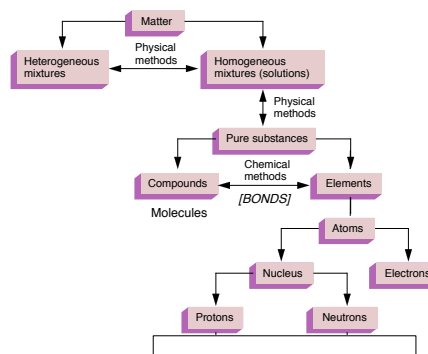 Matter
Physical
methods
Heterogeneous
mixtures
Homogeneous
mixtures (solutions)
Physical
methods
Pure substances
Chemical
methods
Compounds
Elements
[BONDS]
Molecules
Atoms
Nucleus
Electrons
Protons
Neutrons